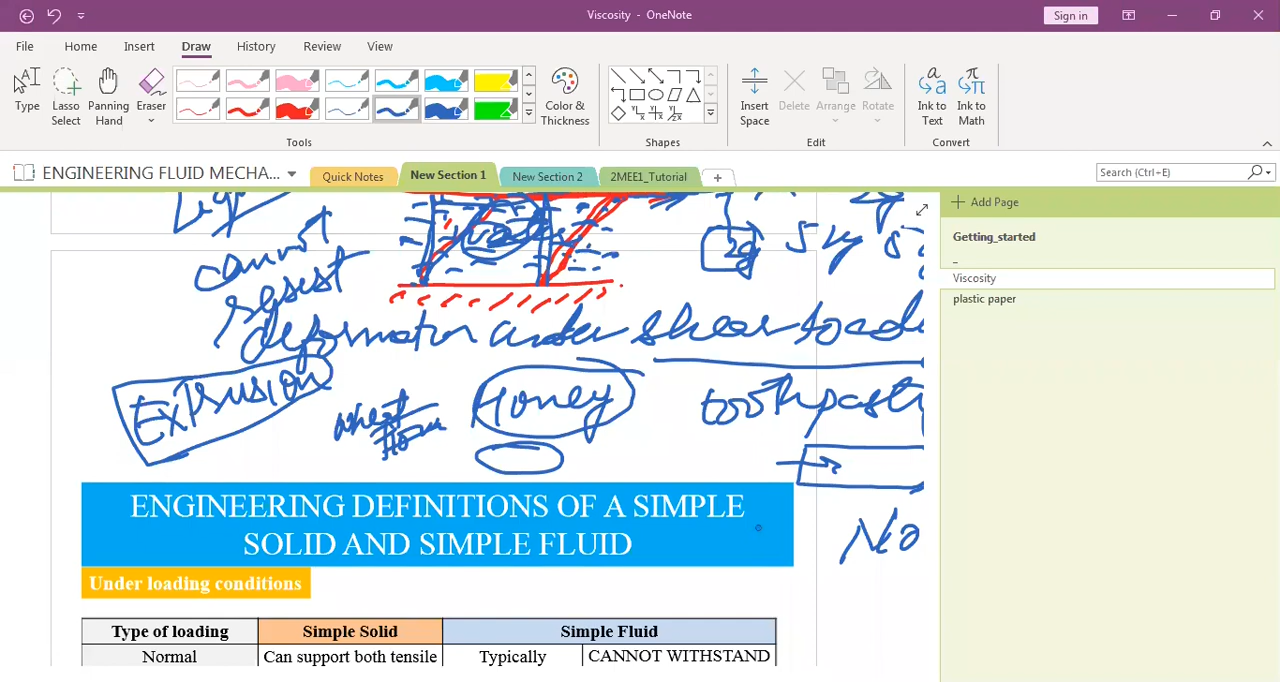 Viscosity - OneNote
Sign in
File Home Insert Draw History Review View
Type
Lasso Select
Panning Hand
Eraser
Color & Thickness
Insert Space
Delete
Arrange
Rotate
Ink to Text
Ink to Math
Tools
Shapes
Edit
Convert
ENGINEERING FLUID MECHA...
Quick Notes
New Section 1
New Section 2
2MEE1_Tutorial
Search (Ctrl+E)
Add Page
Getting_started
Viscosity
plastic paper
cannot
resist
deformation under shear load
Extrusion
Honey
toothpaste
ENGINEERING DEFINITIONS OF A SIMPLE
SOLID AND SIMPLE FLUID
Under loading conditions
Type of loading Simple Solid Simple Fluid
Normal Can support both tensile Typically CANNOT WITHSTAND